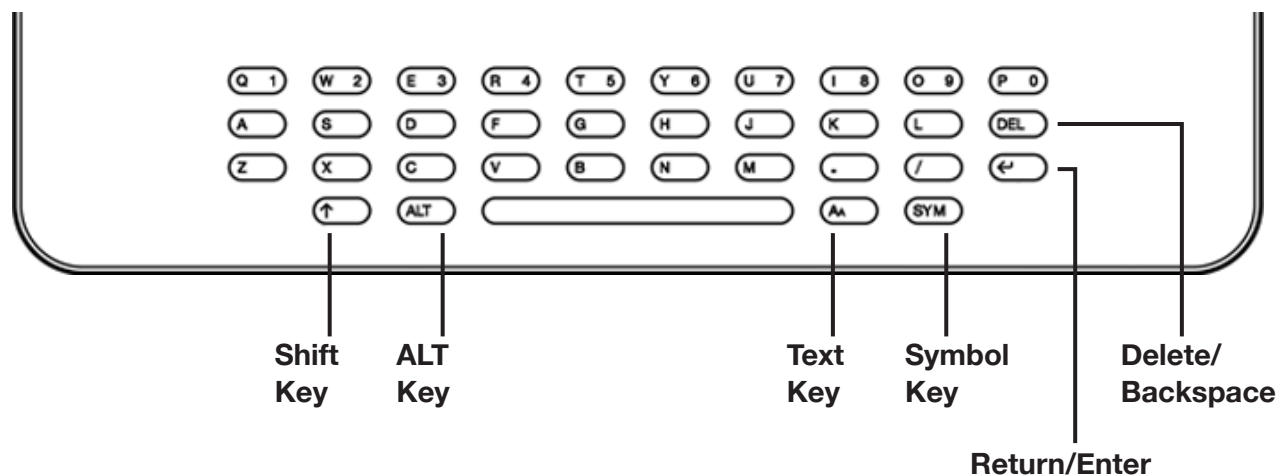 Q 1 W 2 E 3 R 4 T 5 Y 6 U 7 I 8 O 9 P 0
A S D F G H J K L DEL
Z X C V B N M . / ↵
↑ ALT AA SYM
Shift Key
ALT Key
Text Key
Symbol Key
Delete/
Backspace
Return/Enter